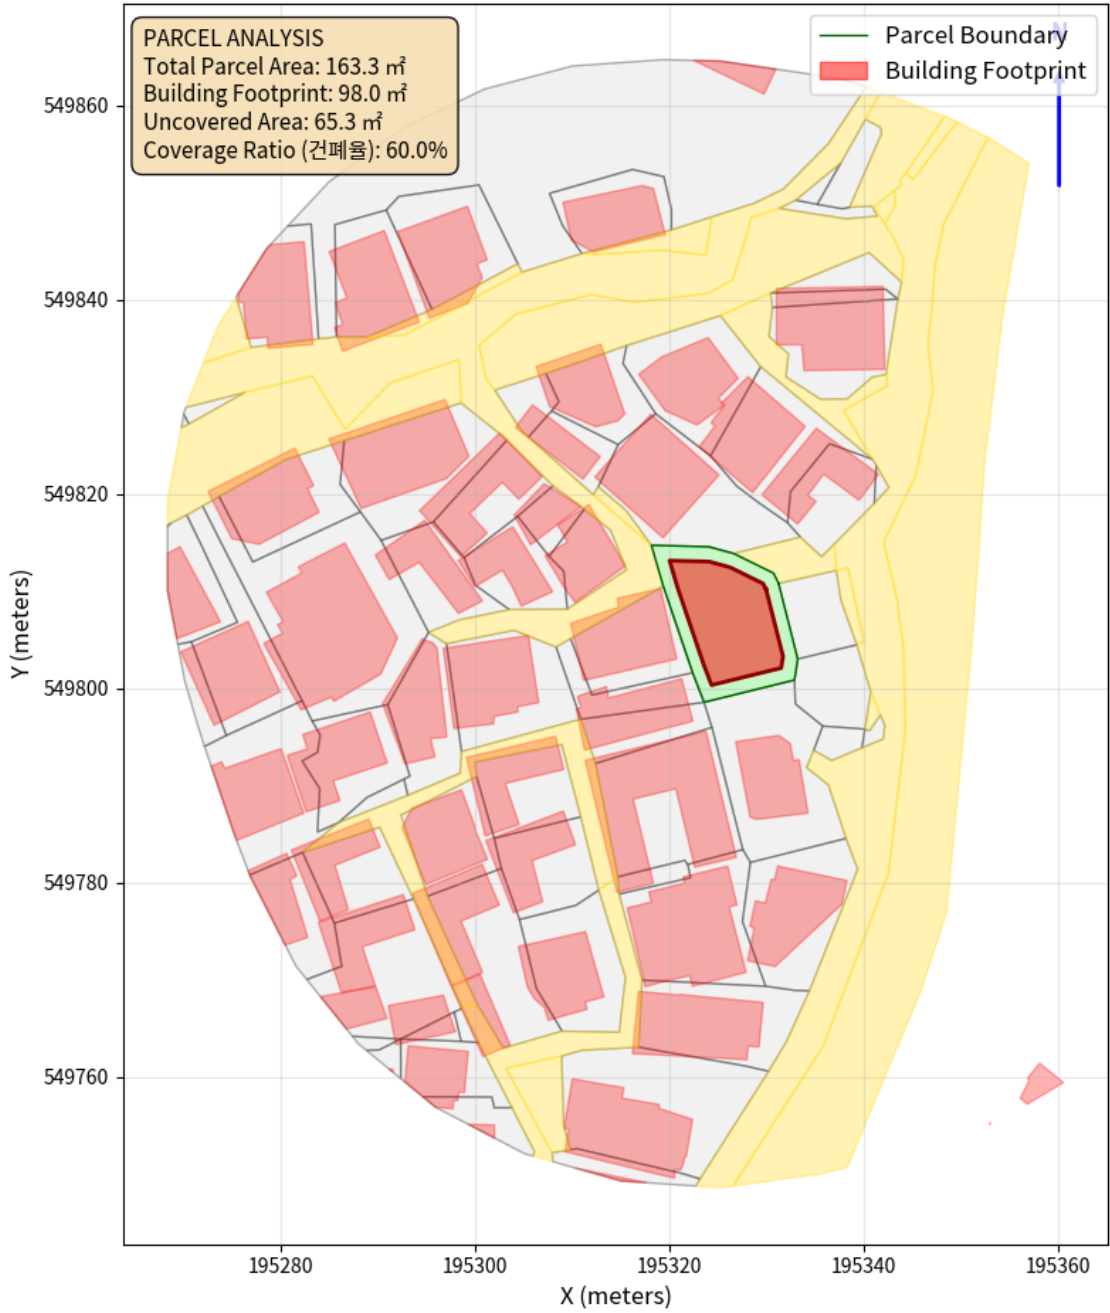 PARCEL ANALYSIS
Total Parcel Area: 163.3 ㎡
Building Footprint: 98.0 ㎡
Uncovered Area: 65.3 ㎡
Coverage Ratio (건폐율): 60.0%
Parcel Boundary
Building Footprint
N
549860
549840
549820
549800
549780
549760
Y (meters)
195280
195300
195320
195340
195360
X (meters)